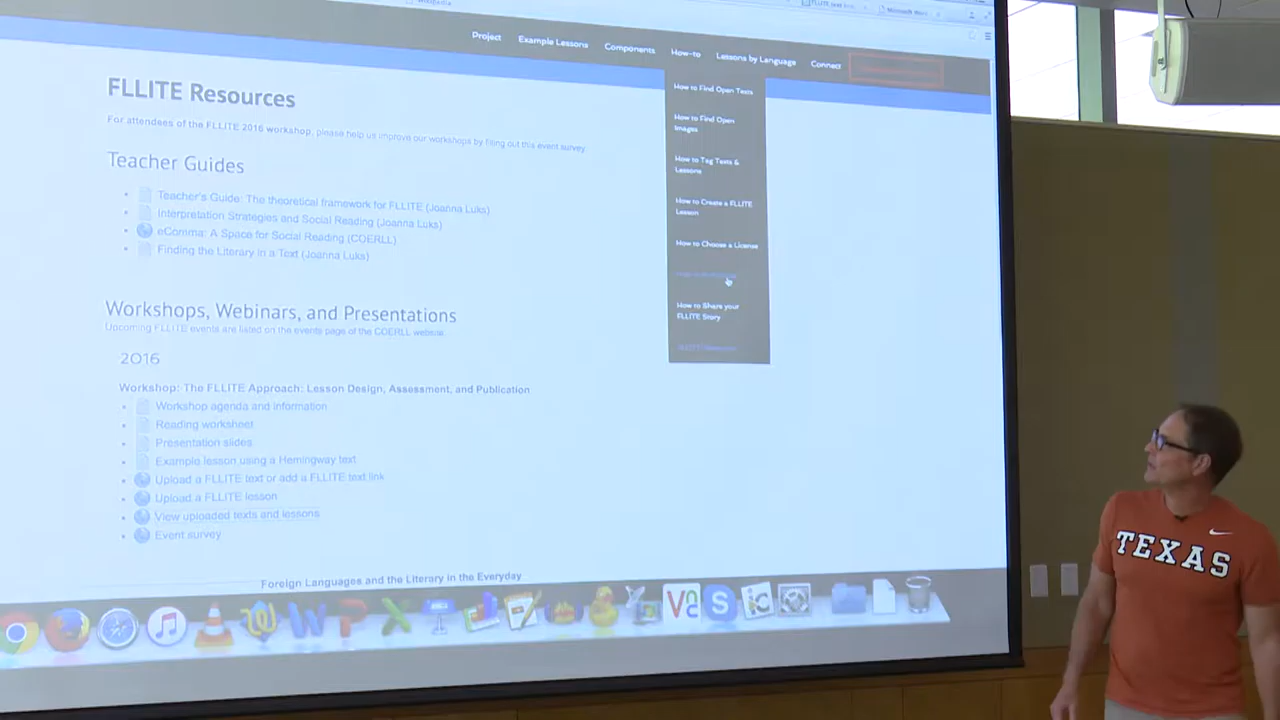 Wikipedia
Project
Example Lessons
Components
How-to
Lessons by Language
Connect
How to Find Open Texts
How to Find Open
Images
How to Tag Texts &
Lessons
How to Create a FLLITE
Lesson
How to Choose a License
How to Share your
FLLITE Story
FLLITE Resources
For attendees of the FLLITE 2016 workshop, please help us improve our workshops by filling out this event survey.
Teacher Guides
Teacher's Guide: The theoretical framework for FLLITE (Joanna Luks)
Interpretation Strategies and Social Reading (Joanna Luks)
eComma: A Space for Social Reading (COERLL)
Finding the Literary in a Text (Joanna Luks)
Workshops, Webinars, and Presentations
Upcoming FLLITE events are listed on the events page of the COERLL website.
2016
Workshop: The FLLITE Approach: Lesson Design, Assessment, and Publication
Workshop agenda and information
Reading worksheet
Presentation slides
Example lesson using a Hemingway text
Upload a FLLITE text or add a FLLITE text link
Upload a FLLITE lesson
View uploaded texts and lessons
Event survey
Foreign Languages and the Literary in the Everyday
TEXAS